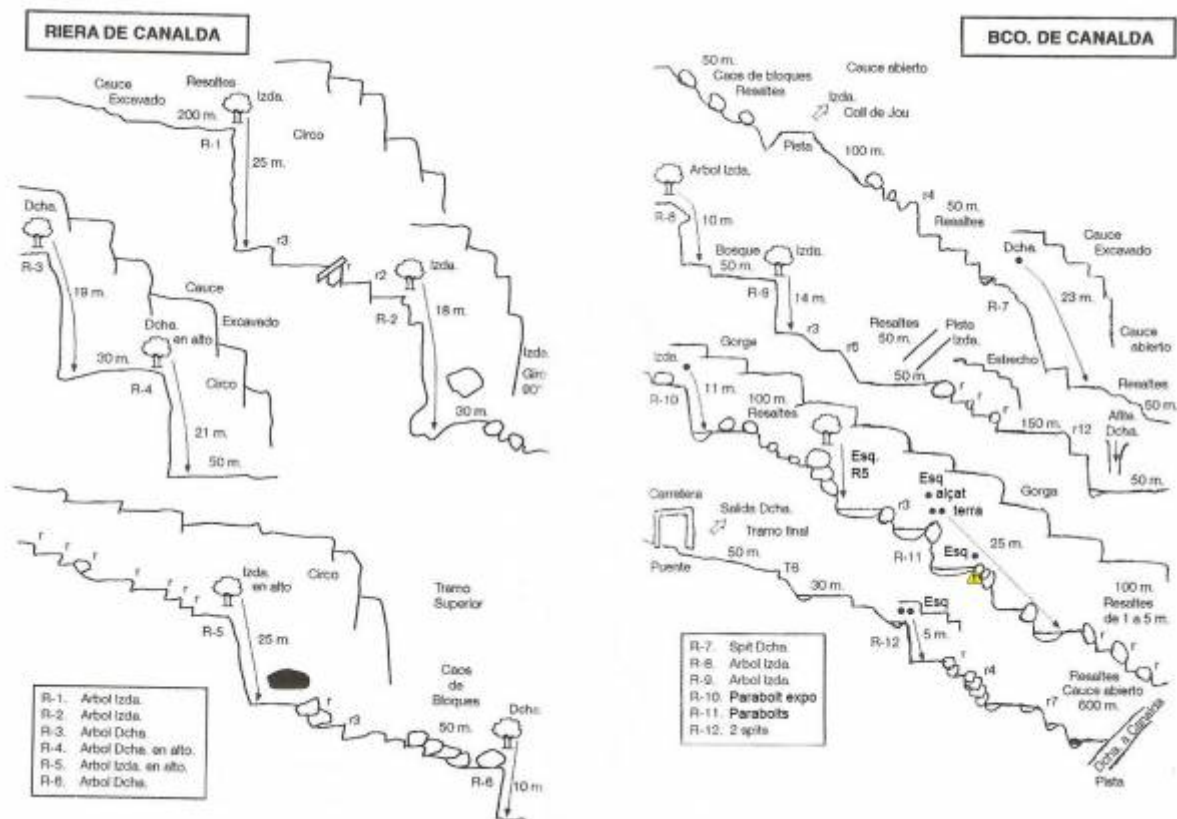 RIERA DE CANALDA
Cauce
Excavado
200 m.
Resaltes
Izda.
R-1
25 m.
Circo
r3
r
r2
Izda.
R-2
18 m.
Izda.
Giro
90°
30 m.
Dcha.
R-3
19 m.
Cauce
Excavado
30 m.
Dcha.
en alto
R-4
Circo
21 m.
50 m.
r
r
r
r
r
r
r
Izda.
en alto
R-5
25 m.
Circo
Tramo
Superior
r
r3
Caos
de
Bloques
50 m.
Dcha.
R-6
10 m
R-1. Arbol Izda.
R-2. Arbol Izda.
R-3. Arbol Dcha.
R-4. Arbol Dcha. en alto.
R-5. Arbol Izda. en alto.
R-6. Arbol Dcha.
BCO. DE CANALDA
50 m.
Caos de bloques
Resaltes
Cauce abierto
Izda.
Coll de Jou
Pista
100 m.
r4
50 m.
Resaltes
Dcha.
Cauce
Excavado
R-7
23 m.
Cauce
abierto
Resaltes
50 m.
Arbol Izda.
R-8
10 m.
Bosque
50 m.
Izda.
R-9
14 m.
r3
r6
Resaltes
50 m.
Pista
Izda.
50 m.
Estrecho
r
r
r
150 m.
r12
Dcha.
50 m.
Izda.
Gorga
R-10
11 m.
100 m.
Resaltes
Esq.
R5
r3
Esq
alçat
terra
Gorga
R-11
Esq
25 m.
100 m.
Resaltes
de 1 a 5 m.
r
r
r
Carretera
Salida Dcha.
Tramo final
Puente
50 m.
T6
30 m.
Esq
R-12
5 m.
r
r4
r7
Resaltes
Cauce abierto
600 m.
Dcha. a Canalda
Pista
R-7. Spit Dcha.
R-8. Arbol Izda.
R-9. Arbol Izda.
R-10. Parabolt expo
R-11. Parabolts
R-12. 2 spits